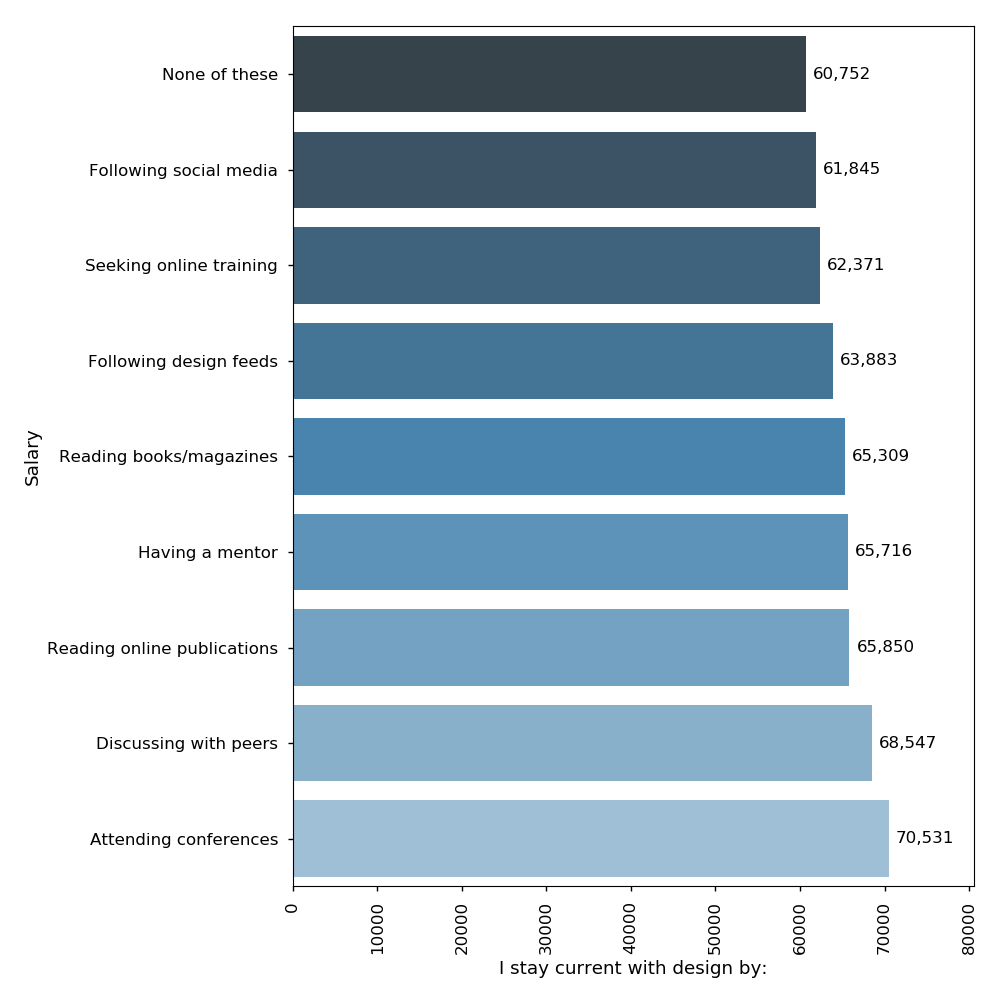 None of these 60,752
Following social media 61,845
Seeking online training 62,371
Following design feeds 63,883
Reading books/magazines 65,309
Having a mentor 65,716
Reading online publications 65,850
Discussing with peers 68,547
Attending conferences 70,531
Salary
0 10000 20000 30000 40000 50000 60000 70000 80000
I stay current with design by: